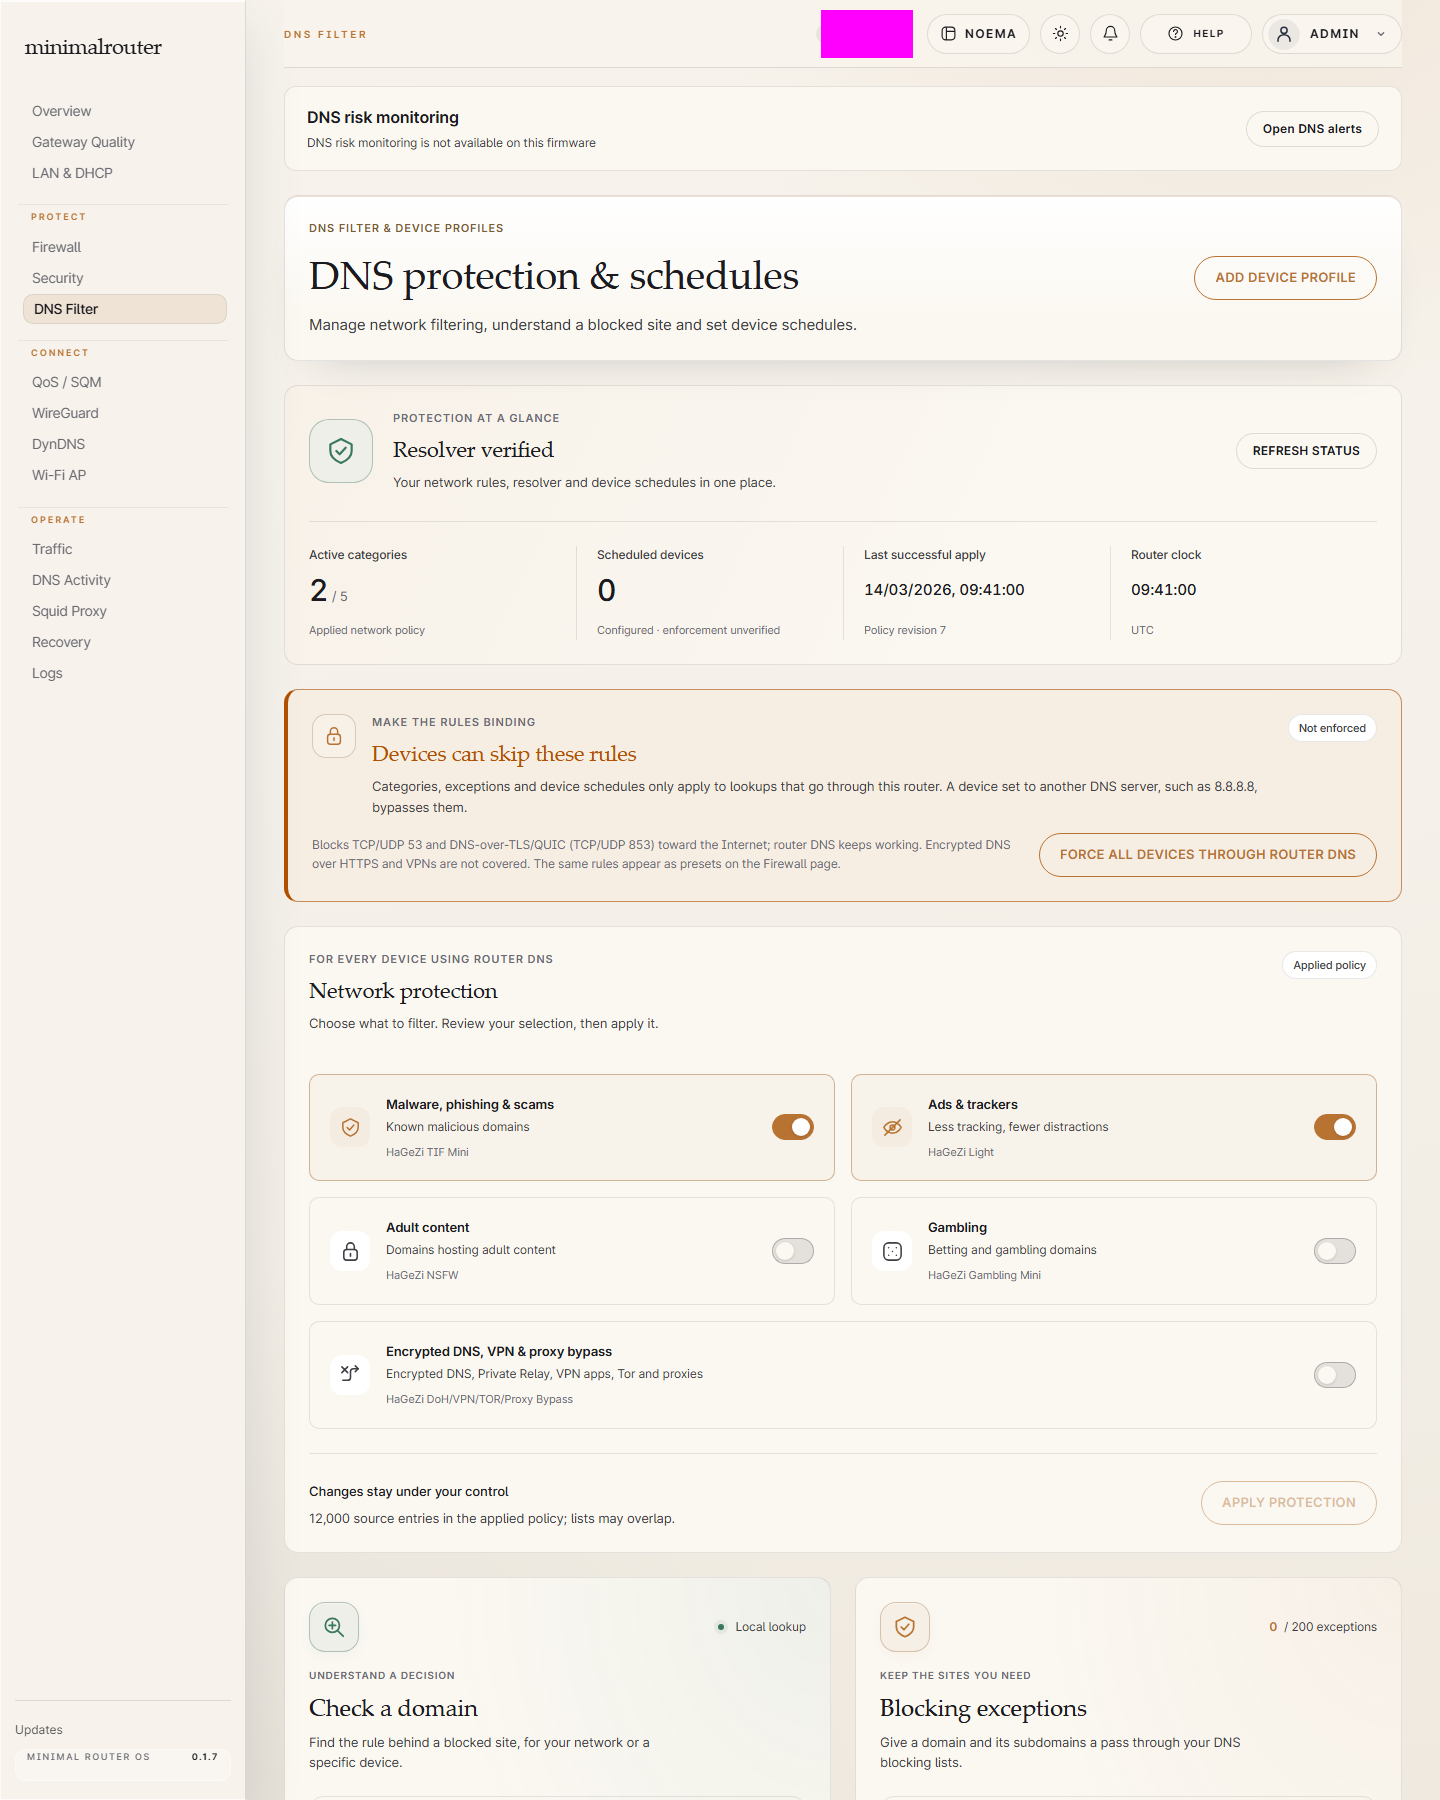 minimalrouter
Overview
Gateway Quality
LAN & DHCP
PROTECT
Firewall
Security
DNS Filter
CONNECT
QoS / SQM
WireGuard
DynDNS
Wi-Fi AP
OPERATE
Traffic
DNS Activity
Squid Proxy
Recovery
Logs
Updates
MINIMAL ROUTER OS 0.1.7
DNS FILTER
NOEMA
HELP
ADMIN
DNS risk monitoring
DNS risk monitoring is not available on this firmware
Open DNS alerts
DNS FILTER & DEVICE PROFILES
DNS protection & schedules
Manage network filtering, understand a blocked site and set device schedules.
ADD DEVICE PROFILE
PROTECTION AT A GLANCE
Resolver verified
Your network rules, resolver and device schedules in one place.
REFRESH STATUS
Active categories
2 / 5
Applied network policy
Scheduled devices
0
Configured · enforcement unverified
Last successful apply
14/03/2026, 09:41:00
Policy revision 7
Router clock
09:41:00
UTC
MAKE THE RULES BINDING
Devices can skip these rules
Not enforced
Categories, exceptions and device schedules only apply to lookups that go through this router. A device set to another DNS server, such as 8.8.8.8,
bypasses them.
Blocks TCP/UDP 53 and DNS-over-TLS/QUIC (TCP/UDP 853) toward the Internet; router DNS keeps working. Encrypted DNS
over HTTPS and VPNs are not covered. The same rules appear as presets on the Firewall page.
FORCE ALL DEVICES THROUGH ROUTER DNS
FOR EVERY DEVICE USING ROUTER DNS
Network protection
Choose what to filter. Review your selection, then apply it.
Applied policy
Malware, phishing & scams
Known malicious domains
HaGeZi TIF Mini
Ads & trackers
Less tracking, fewer distractions
HaGeZi Light
Adult content
Domains hosting adult content
HaGeZi NSFW
Gambling
Betting and gambling domains
HaGeZi Gambling Mini
Encrypted DNS, VPN & proxy bypass
Encrypted DNS, Private Relay, VPN apps, Tor and proxies
HaGeZi DoH/VPN/TOR/Proxy Bypass
Changes stay under your control
12,000 source entries in the applied policy; lists may overlap.
APPLY PROTECTION
Local lookup
UNDERSTAND A DECISION
Check a domain
Find the rule behind a blocked site, for your network or a
specific device.
0 / 200 exceptions
KEEP THE SITES YOU NEED
Blocking exceptions
Give a domain and its subdomains a pass through your DNS
blocking lists.